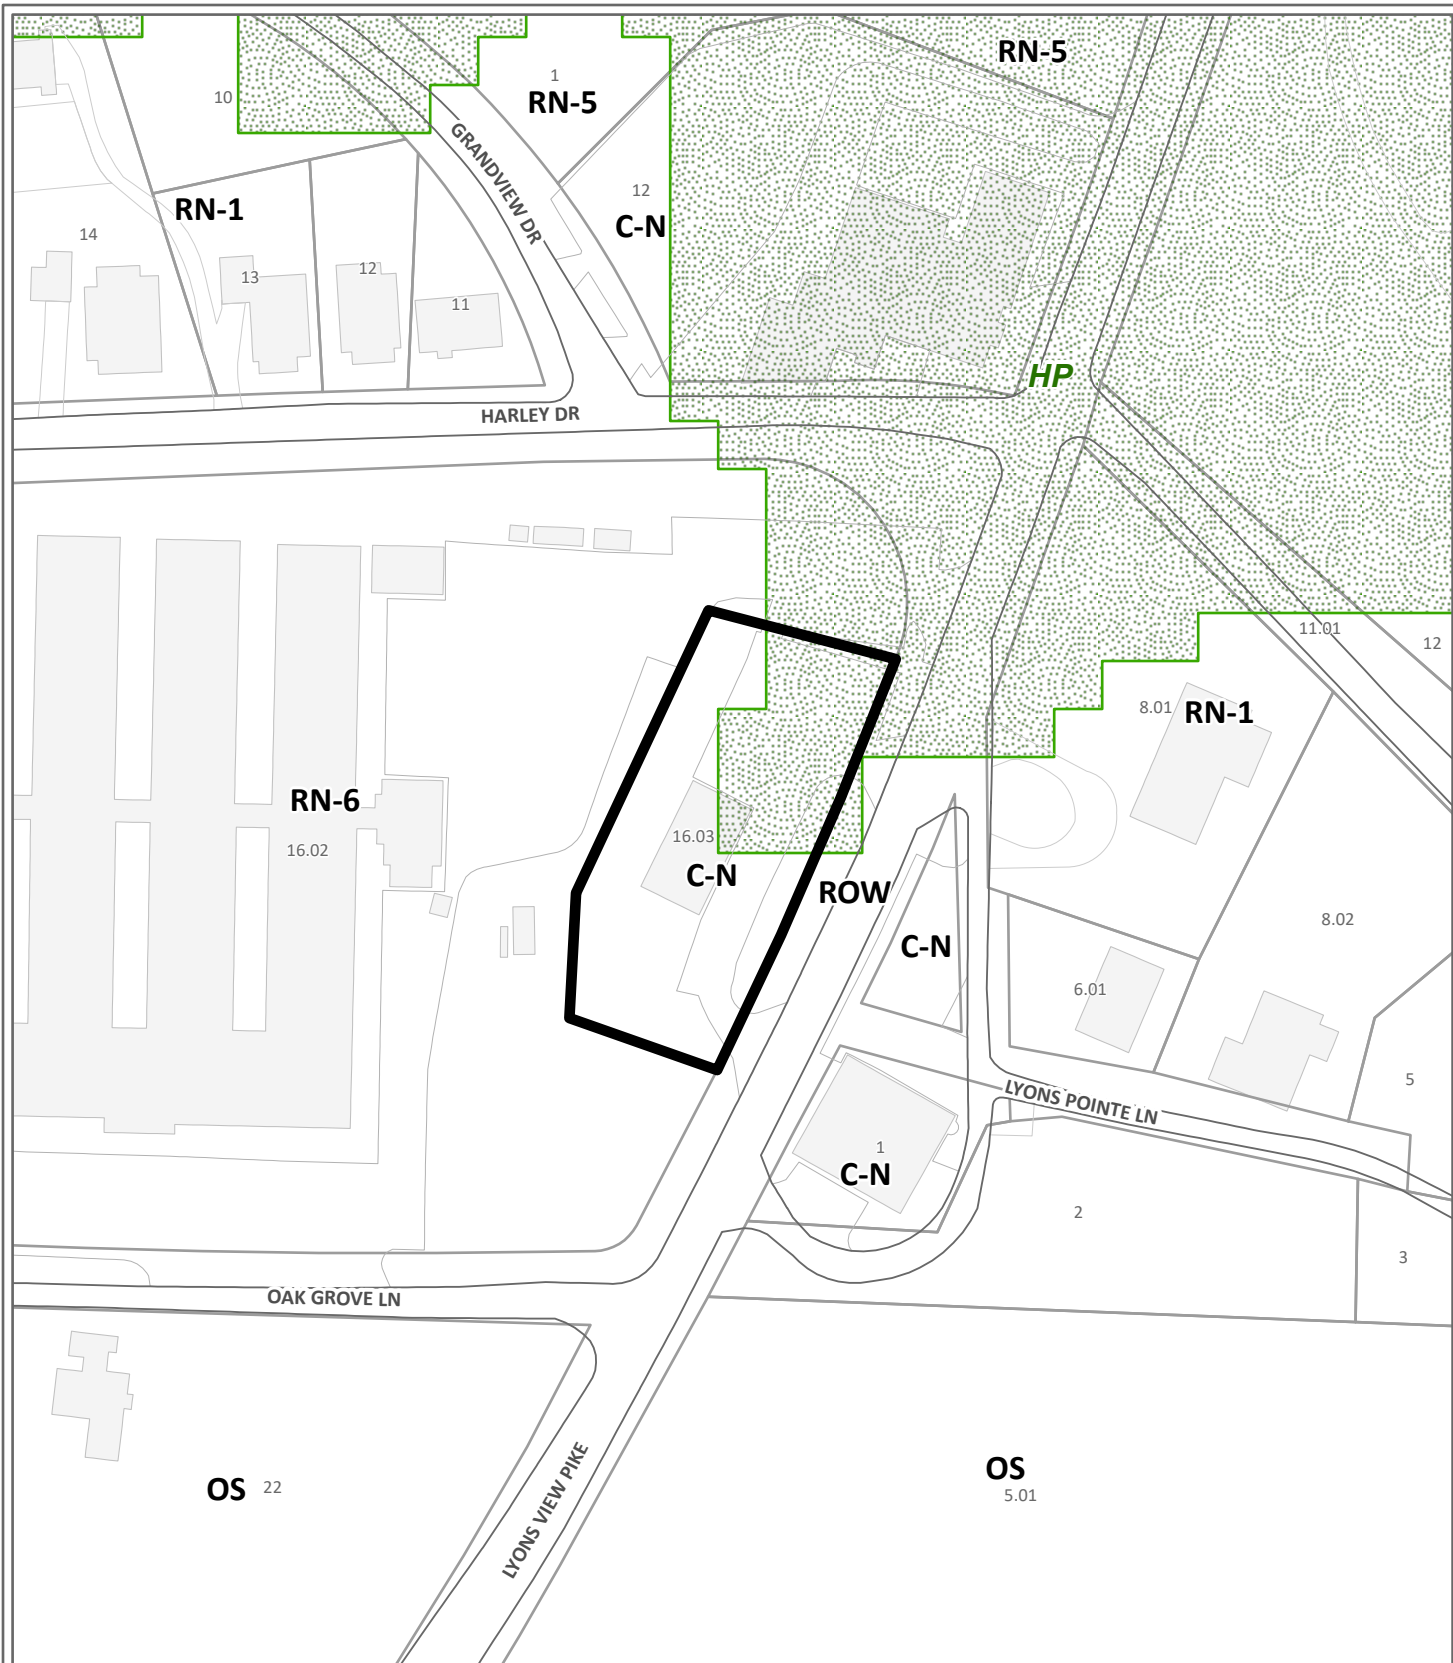 RN-5
1
RN-5
10
GRANDVIEW DR
12
C-N
RN-1
14
13
12
11
HP
HARLEY DR
11.01
12
8.01
RN-1
RN-6
16.02
16.03
C-N
ROW
C-N
8.02
6.01
5
LYONS POINTE LN
1
C-N
2
3
OAK GROVE LN
OS
22
LYONS VIEW PIKE
OS
5.01